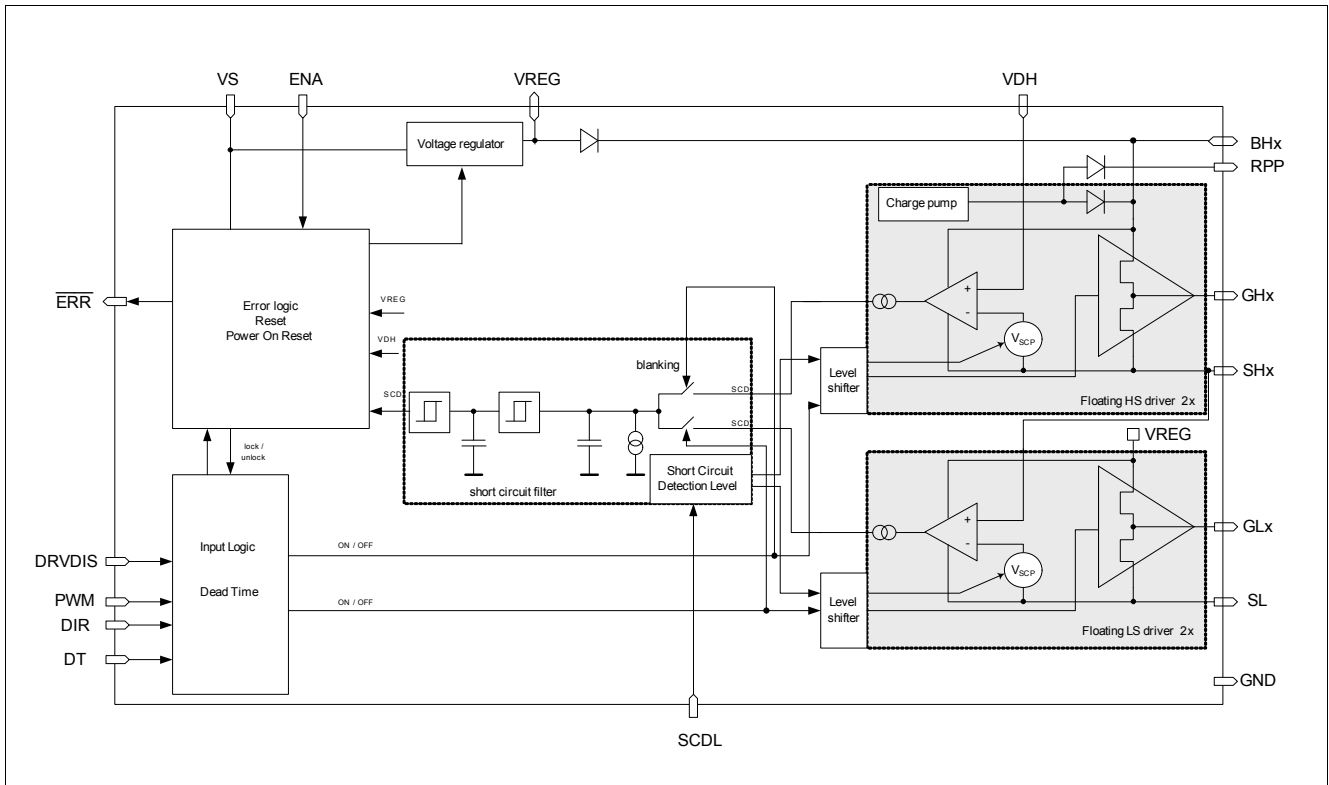 VS
ENA
VREG
VDH
Voltage regulator
BHx
RPP
Charge pump
ERR
Error logic
Reset
Power On Reset
VREG
VDH
SCD
blanking
SCD
SCD
+
-
V_SCP
Level
shifter
GHx
SHx
Floating HS driver 2x
lock /
unlock
short circuit filter
Short Circuit
Detection Level
VREG
Input Logic
Dead Time
ON / OFF
ON / OFF
DRVDIS
PWM
DIR
DT
+
-
V_SCP
Level
shifter
GLx
SL
Floating LS driver 2x
GND
SCDL